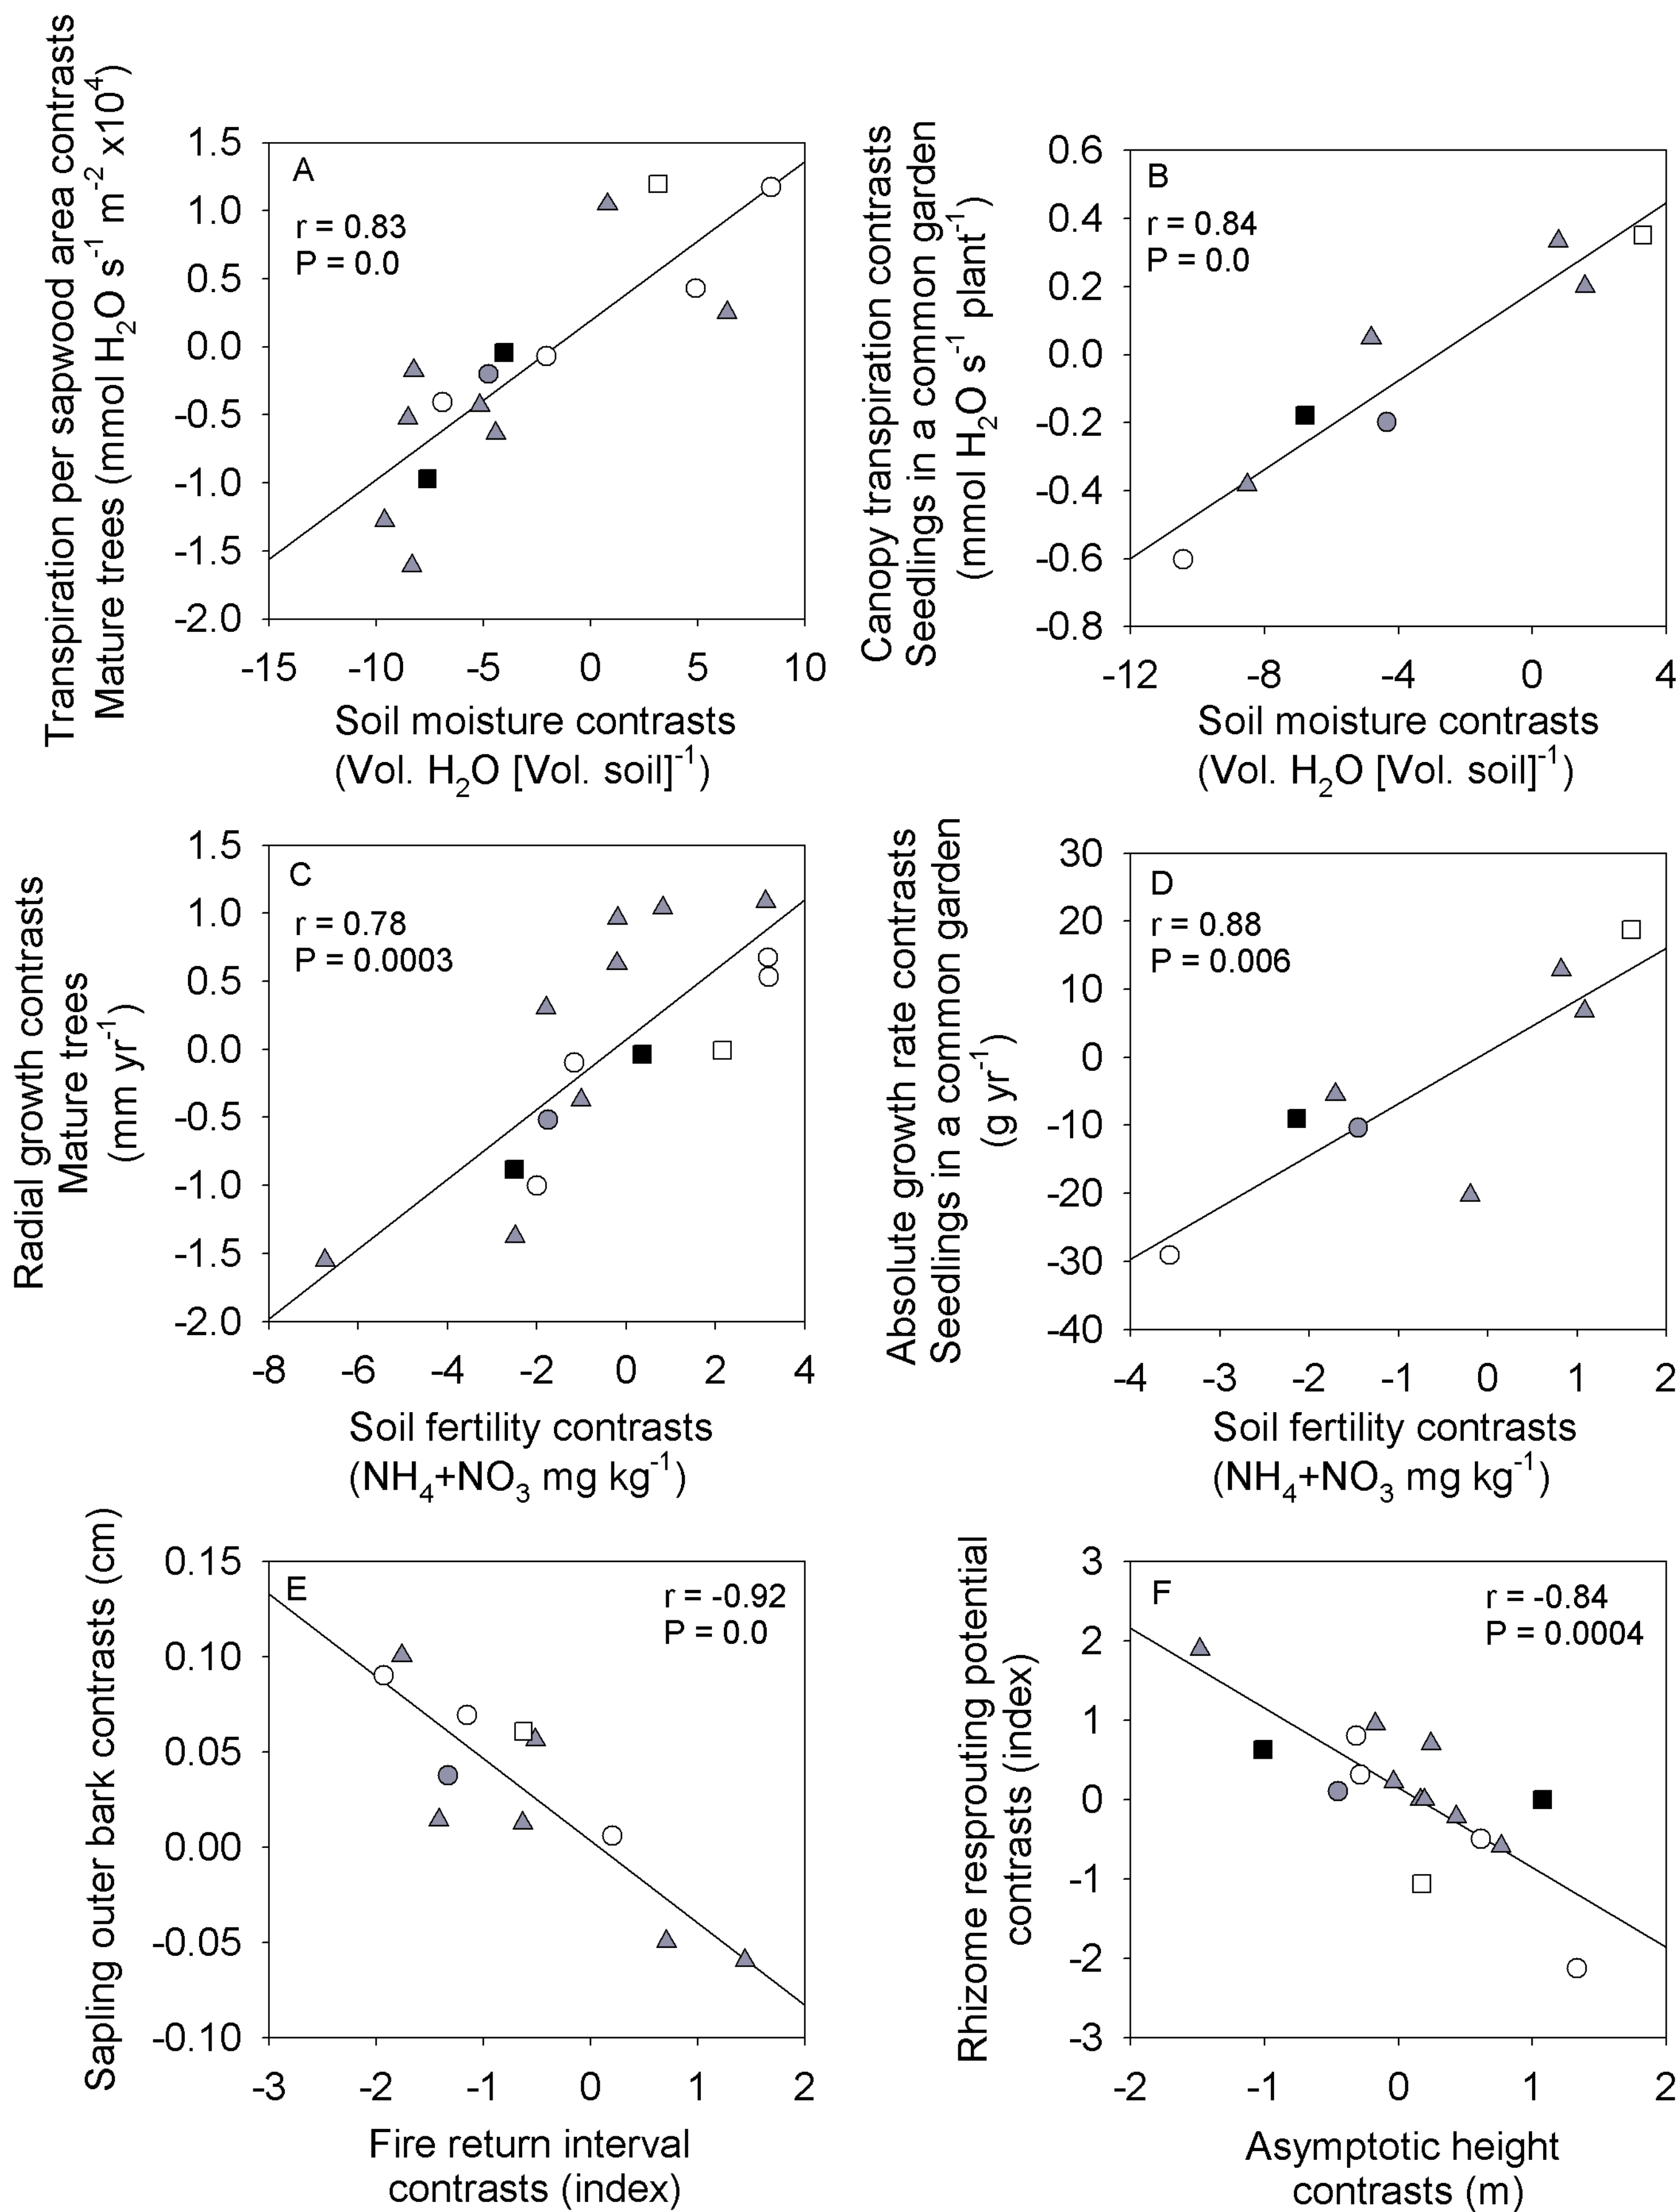 Transpiration per sapwood area contrasts
Mature trees (mmol H2O s-1 m-2 x104)
1.5
1.0
0.5
0.0
-0.5
-1.0
-1.5
-2.0
A
r = 0.83
P = 0.0
-15 -10 -5 0 5 10
Soil moisture contrasts
(Vol. H2O [Vol. soil]-1)
Canopy transpiration contrasts
Seedlings in a common garden
(mmol H2O s-1 plant-1)
0.6
0.4
0.2
0.0
-0.2
-0.4
-0.6
-0.8
B
r = 0.84
P = 0.0
-12 -8 -4 0 4
Soil moisture contrasts
(Vol. H2O [Vol. soil]-1)
Radial growth contrasts
Mature trees
(mm yr-1)
1.5
1.0
0.5
0.0
-0.5
-1.0
-1.5
-2.0
C
r = 0.78
P = 0.0003
-8 -6 -4 -2 0 2 4
Soil fertility contrasts
(NH4+NO3 mg kg-1)
Absolute growth rate contrasts
Seedlings in a common garden
(g yr-1)
30
20
10
0
-10
-20
-30
-40
D
r = 0.88
P = 0.006
-4 -3 -2 -1 0 1 2
Soil fertility contrasts
(NH4+NO3 mg kg-1)
Sapling outer bark contrasts (cm)
0.15
0.10
0.05
0.00
-0.05
-0.10
E
r = -0.92
P = 0.0
-3 -2 -1 0 1 2
Fire return interval
contrasts (index)
Rhizome resprouting potential
contrasts (index)
3
2
1
0
-1
-2
-3
F
r = -0.84
P = 0.0004
-2 -1 0 1 2
Asymptotic height
contrasts (m)